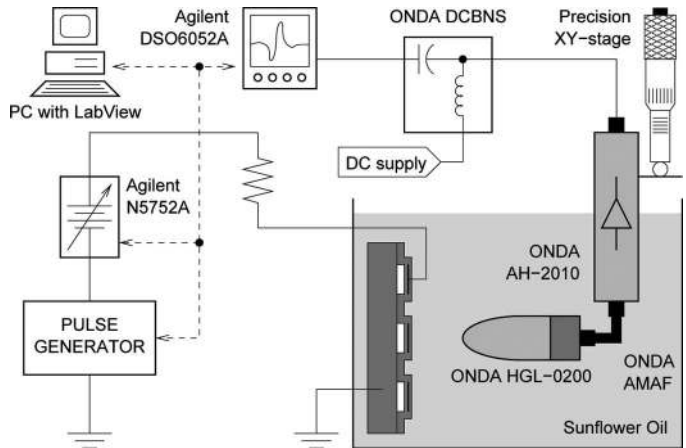 Agilent
DSO6052A
ONDA DCBNS
Precision
XY-stage
PC with LabView
DC supply
Agilent
N5752A
ONDA
AH-2010
PULSE
GENERATOR
ONDA HGL-0200
ONDA
AMAF
Sunflower Oil